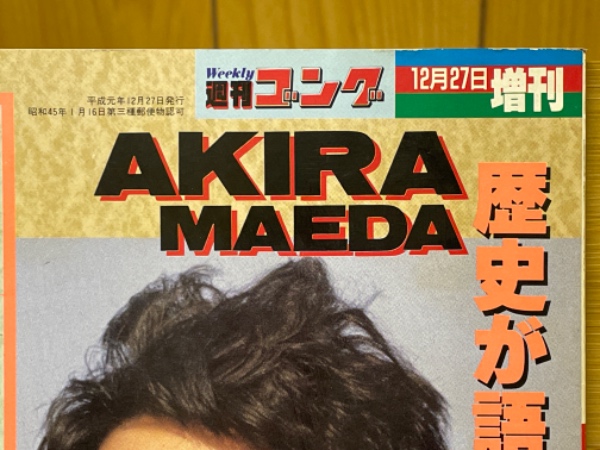 Weekly
週刊ゴング
12月27日増刊
平成元年12月27日発行
昭和45年1月16日第三種郵便物認可
AKIRA
MAEDA
歴史が語